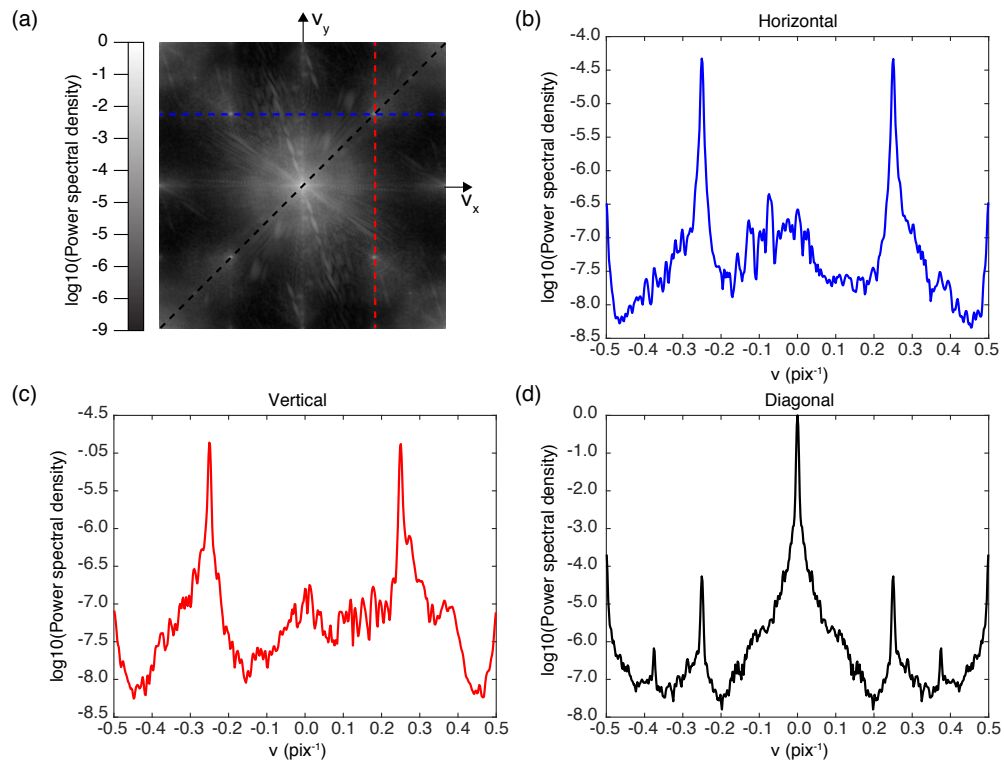 (a)
v_y
v_x
log10(Power spectral density)
0
-1
-2
-3
-4
-5
-6
-7
-8
-9
(b)
Horizontal
log10(Power spectral density)
-4.0
-4.5
-5.0
-5.5
-6.0
-6.5
-7.0
-7.5
-8.0
-8.5
-0.5 -0.4 -0.3 -0.2 -0.1 0.0 0.1 0.2 0.3 0.4 0.5
v (pix⁻¹)
(c)
Vertical
log10(Power spectral density)
-4.5
-.05
-5.5
-6.0
-6.5
-7.0
-7.5
-8.0
-8.5
-0.5 -0.4 -0.3 -0.2 -0.1 0.0 0.1 0.2 0.3 0.4 0.5
v (pix⁻¹)
(d)
Diagonal
log10(Power spectral density)
0.0
-1.0
-2.0
-3.0
-4.0
-5.0
-6.0
-7.0
-8.0
-0.5 -0.4 -0.3 -0.2 -0.1 0.0 0.1 0.2 0.3 0.4 0.5
v (pix⁻¹)